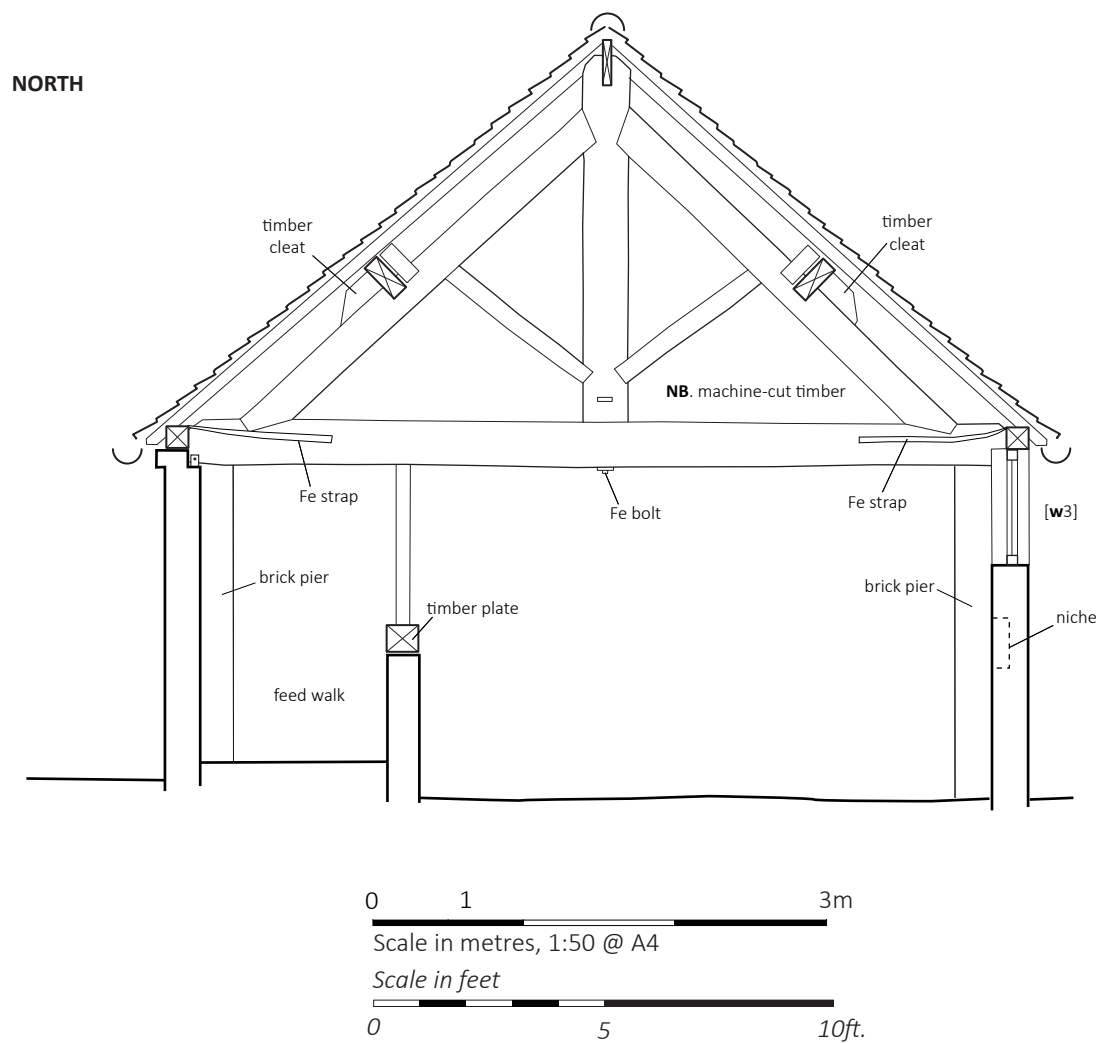 NORTH
timber
cleat
timber
cleat
NB. machine-cut timber
Fe strap
Fe bolt
Fe strap
[w3]
brick pier
timber plate
brick pier
niche
feed walk
0 1 3m
Scale in metres, 1:50 @ A4
Scale in feet
0 5 10ft.